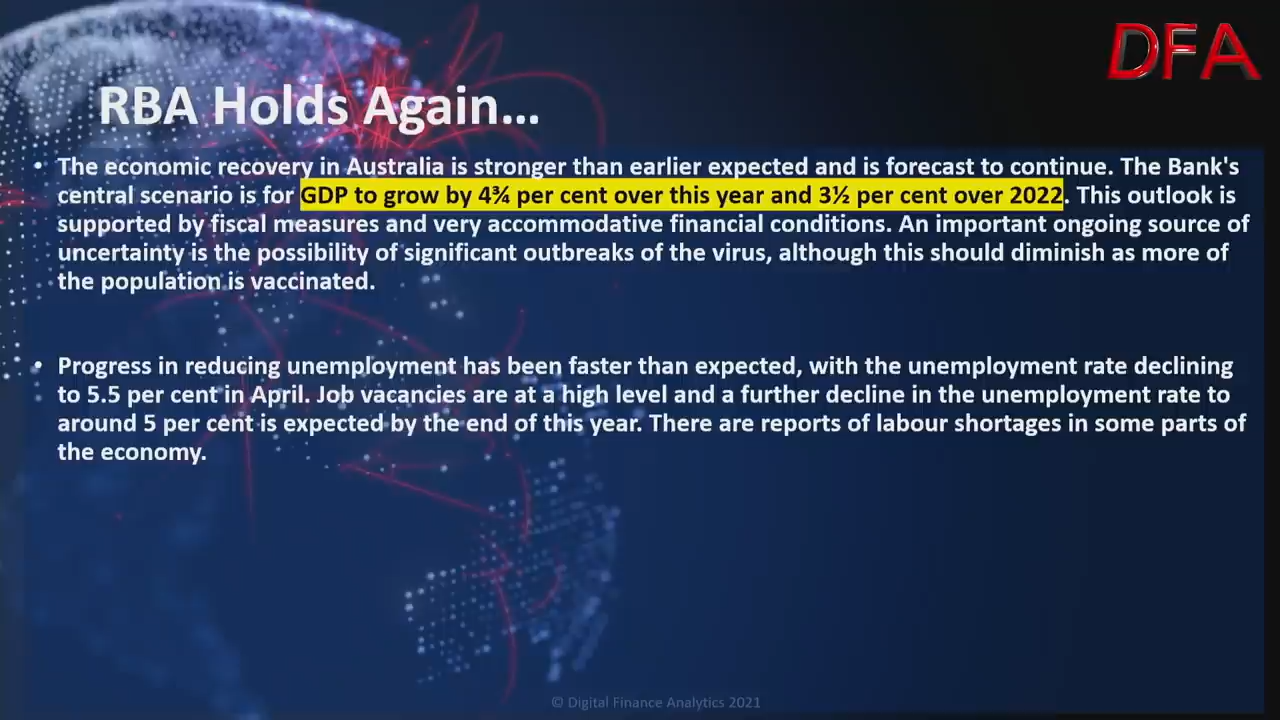 DFA
RBA Holds Again...
• The economic recovery in Australia is stronger than earlier expected and is forecast to continue. The Bank's
central scenario is for GDP to grow by 4¾ per cent over this year and 3½ per cent over 2022. This outlook is
supported by fiscal measures and very accommodative financial conditions. An important ongoing source of
uncertainty is the possibility of significant outbreaks of the virus, although this should diminish as more of
the population is vaccinated.
• Progress in reducing unemployment has been faster than expected, with the unemployment rate declining
to 5.5 per cent in April. Job vacancies are at a high level and a further decline in the unemployment rate to
around 5 per cent is expected by the end of this year. There are reports of labour shortages in some parts of
the economy.
© Digital Finance Analytics 2021